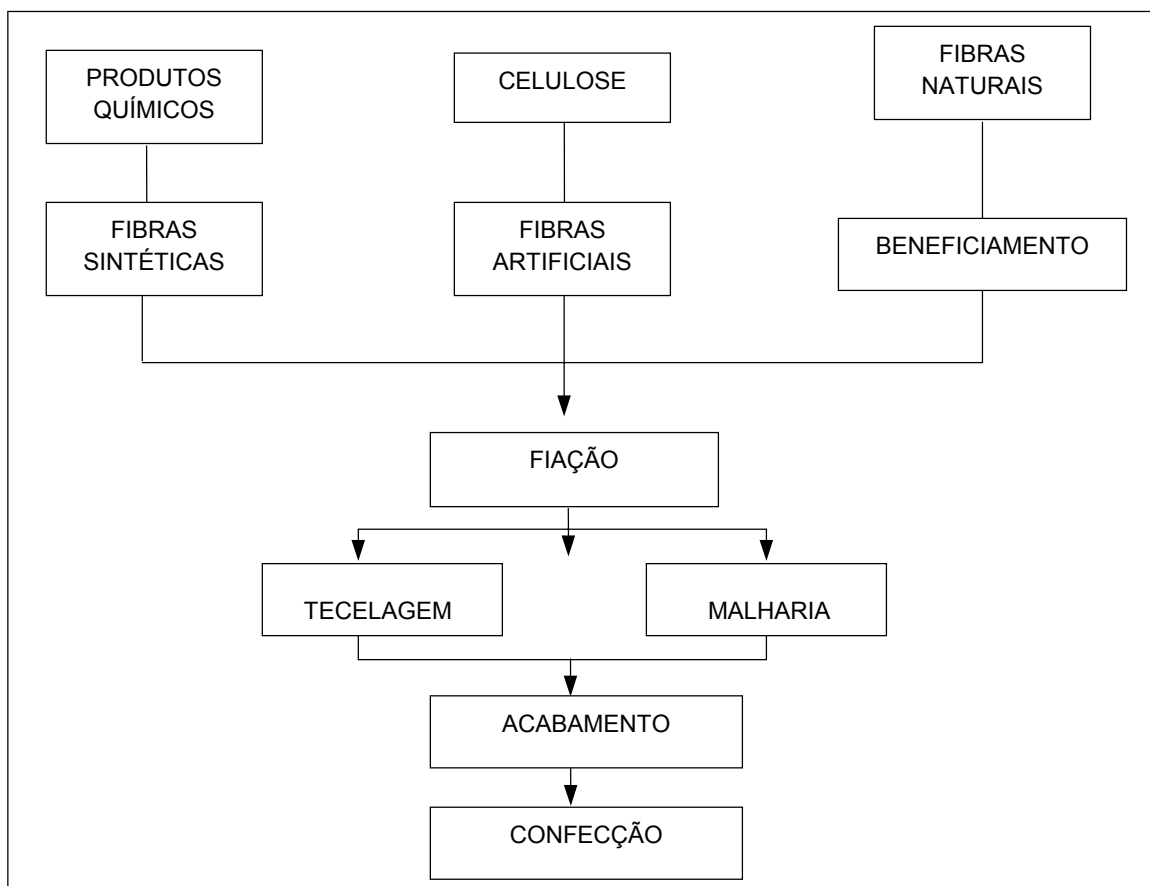 PRODUTOS
QUÍMICOS
CELULOSE
FIBRAS
NATURAIS
FIBRAS
SINTÉTICAS
FIBRAS
ARTIFICIAIS
BENEFICIAMENTO
FIAÇÃO
TECELAGEM
MALHARIA
ACABAMENTO
CONFECÇÃO